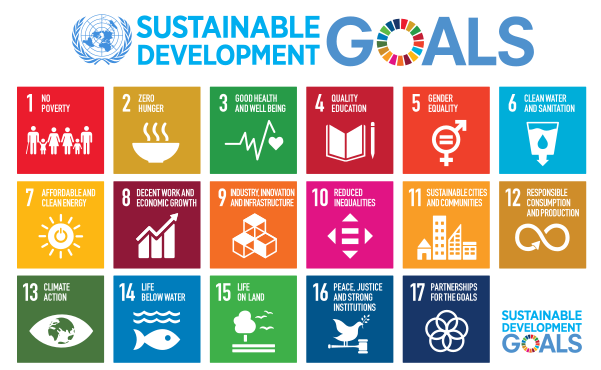 SUSTAINABLE
DEVELOPMENT
GOALS
1 NO
POVERTY
2 ZERO
HUNGER
3 GOOD HEALTH
AND WELL BEING
4 QUALITY
EDUCATION
5 GENDER
EQUALITY
6 CLEAN WATER
AND SANITATION
7 AFFORDABLE AND
CLEAN ENERGY
8 DECENT WORK AND
ECONOMIC GROWTH
9 INDUSTRY, INNOVATION
AND INFRASTRUCTURE
10 REDUCED
INEQUALITIES
11 SUSTAINABLE CITIES
AND COMMUNITIES
12 RESPONSIBLE
CONSUMPTION
AND PRODUCTION
13 CLIMATE
ACTION
14 LIFE
BELOW WATER
15 LIFE
ON LAND
16 PEACE, JUSTICE
AND STRONG
INSTITUTIONS
17 PARTNERSHIPS
FOR THE GOALS
SUSTAINABLE
DEVELOPMENT
GOALS